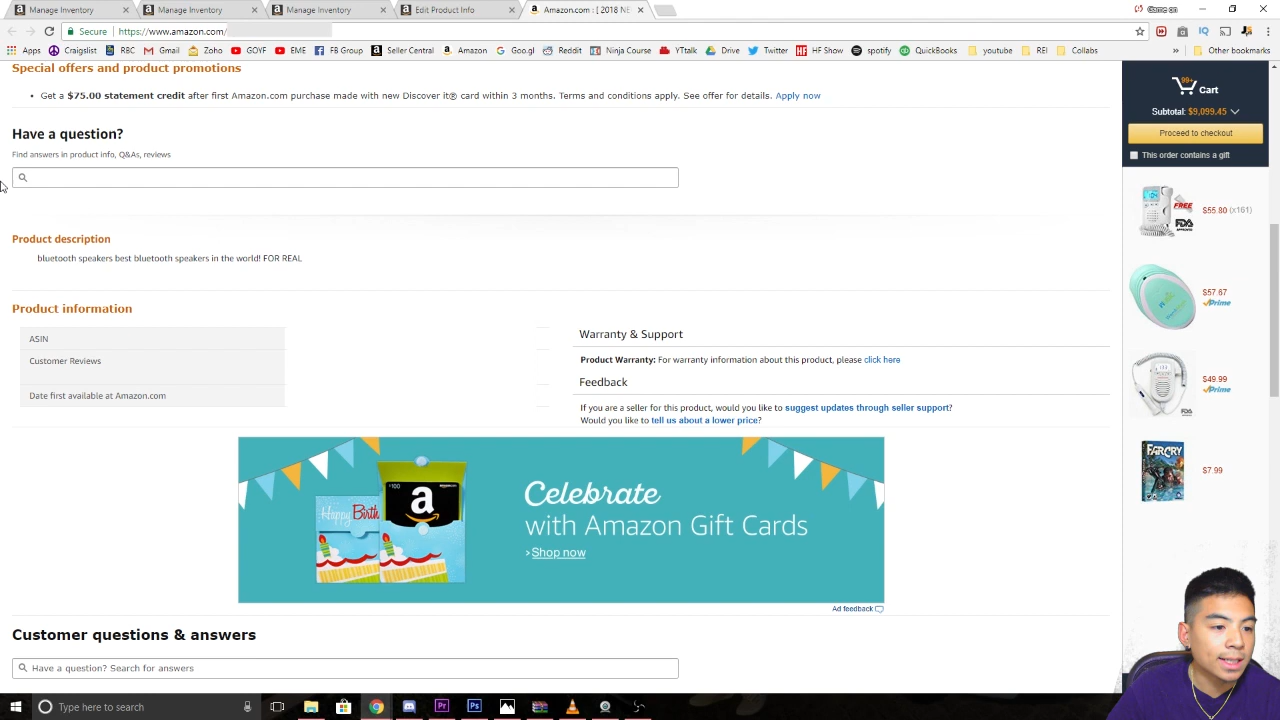 Manage Inventory
Manage Inventory
Manage Inventory
Edit Product Info
Amazon.com : [ 2018 NE
Game on
Secure
https://www.amazon.com/
Apps
Craigslist
RBC
Gmail
Zoho
GOYF
EME
FB Group
Seller Central
Amazon
Goo.gl
Reddit
Ninja Course
YTtalk
Drive
Twitter
HF Show
spotify
QuickBooks
youtube
REI
Collabs
Other bookmarks
Special offers and product promotions
Get a $75.00 statement credit after first Amazon.com purchase made with new Discover it® card within 3 months. Terms and conditions apply. See offer for details. Apply now
Have a question?
Find answers in product info, Q&As, reviews
Product description
bluetooth speakers best bluetooth speakers in the world! FOR REAL
Product information
ASIN
Customer Reviews
Date first available at Amazon.com
Warranty & Support
Product Warranty: For warranty information about this product, please click here
Feedback
If you are a seller for this product, would you like to suggest updates through seller support?
Would you like to tell us about a lower price?
$100
Happy Birth
a
Celebrate
with Amazon Gift Cards
›Shop now
Ad feedback
Customer questions & answers
Have a question? Search for answers
99+
Cart
Subtotal: $9,099.45
Proceed to checkout
This order contains a gift
FREE
FDA
$55.80 (x161)
$57.67
Prime
$49.99
Prime
FDA
FARCRY
$7.99
Type here to search